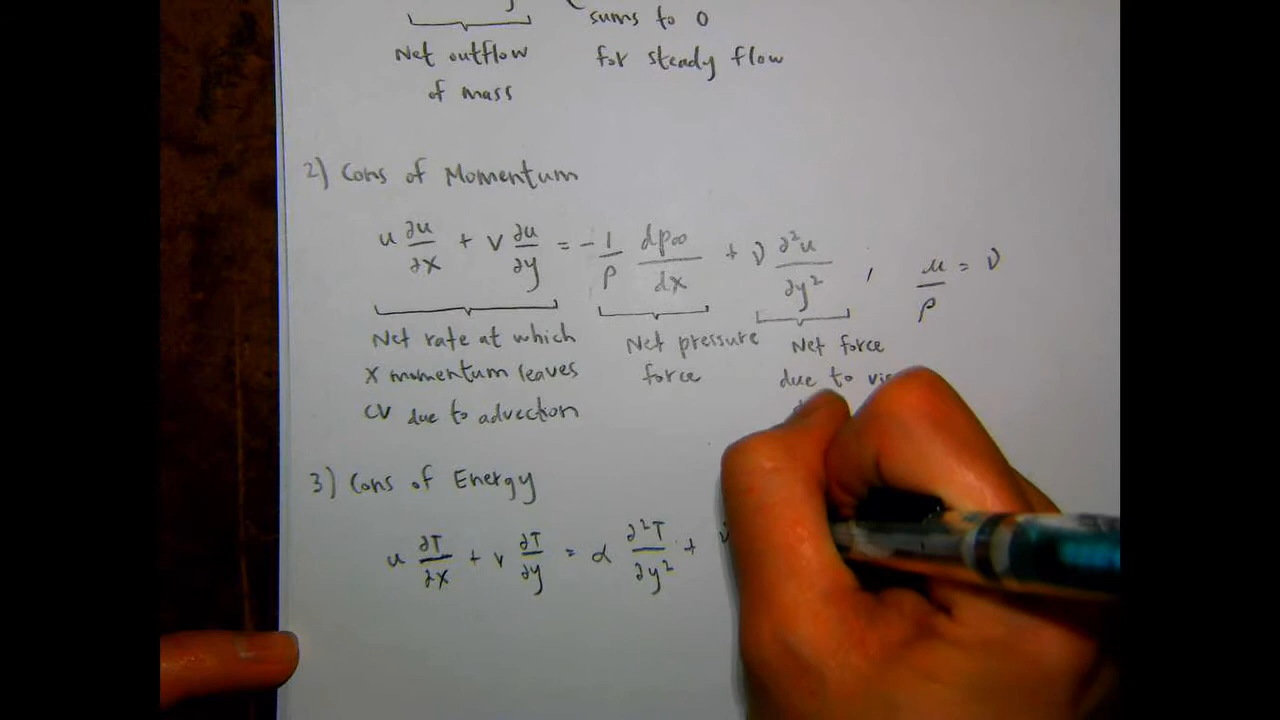 sums to 0
Net outflow
for steady flow
of mass
2) Cons of Momentum
u ∂u/∂x + v ∂u/∂y = -1/ρ dp∞/dx + ν ∂²u/∂y² , μ/ρ = ν
Net rate at which
x momentum leaves
CV due to advection
Net pressure
force
Net force
due to
3) Cons of Energy
u ∂T/∂x + v ∂T/∂y = α ∂²T/∂y² +